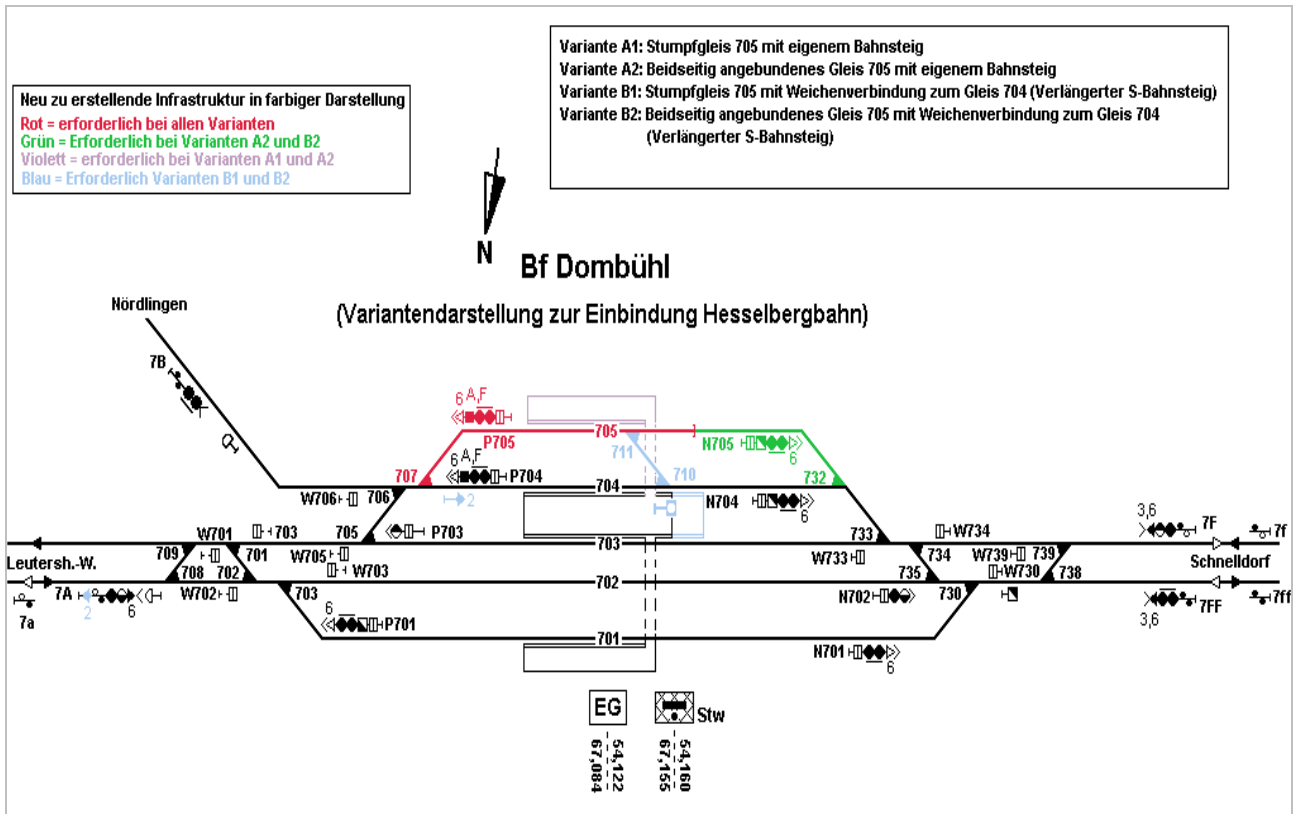 Variante A1: Stumpfgleis 705 mit eigenem Bahnsteig
Variante A2: Beidseitig angebundenes Gleis 705 mit eigenem Bahnsteig
Variante B1: Stumpfgleis 705 mit Weichenverbindung zum Gleis 704 (Verlängerter S-Bahnsteig)
Variante B2: Beidseitig angebundenes Gleis 705 mit Weichenverbindung zum Gleis 704
(Verlängerter S-Bahnsteig)
Neu zu erstellende Infrastruktur in farbiger Darstellung
Rot = erforderlich bei allen Varianten
Grün = Erforderlich bei Varianten A2 und B2
Violett = erforderlich bei Varianten A1 und A2
Blau = Erforderlich Varianten B1 und B2
N
Bf Dombühl
(Variantendarstellung zur Einbindung Hesselbergbahn)
Nördlingen
7B
6 A,F
P705
705
711
N705
6
707
6 A,F
P704
710
732
W706
706
2
704
N704
6
W701
703
705
P703
733
W734
3,6
7F
7f
709
701
W705
703
W733
734
W739
739
Leutersh.-W.
708
702
W703
702
735
W730
738
Schnelldorf
7a
7A
2
6
W702
703
N702
730
3,6
7FF
7ff
6
P701
701
N701
6
EG
Stw
54,122
67,084
54,160
67,155